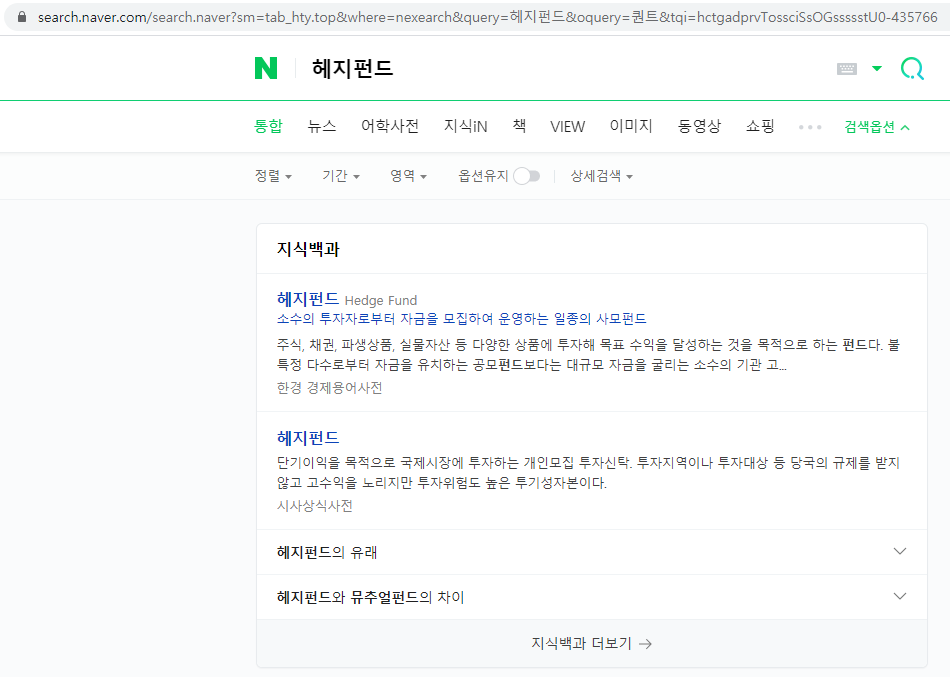 search.naver.com/search.naver?sm=tab_hty.top&where=nexearch&query=헤지펀드&oquery=퀀트&tqi=hctgadprvTossciSsOGssssstU0-435766
N 헤지펀드
통합 뉴스 어학사전 지식iN 책 VIEW 이미지 동영상 쇼핑 검색옵션
정렬 기간 영역 옵션유지 상세검색
지식백과
헤지펀드 Hedge Fund
소수의 투자자로부터 자금을 모집하여 운영하는 일종의 사모펀드
주식, 채권, 파생상품, 실물자산 등 다양한 상품에 투자해 목표 수익을 달성하는 것을 목적으로 하는 펀드다. 불
특정 다수로부터 자금을 유치하는 공모펀드보다는 대규모 자금을 굴리는 소수의 기관 고...
한경 경제용어사전
헤지펀드
단기이익을 목적으로 국제시장에 투자하는 개인모집 투자신탁. 투자지역이나 투자대상 등 당국의 규제를 받지
않고 고수익을 노리지만 투자위험도 높은 투기성자본이다.
시사상식사전
헤지펀드의 유래
헤지펀드와 뮤추얼펀드의 차이
지식백과 더보기